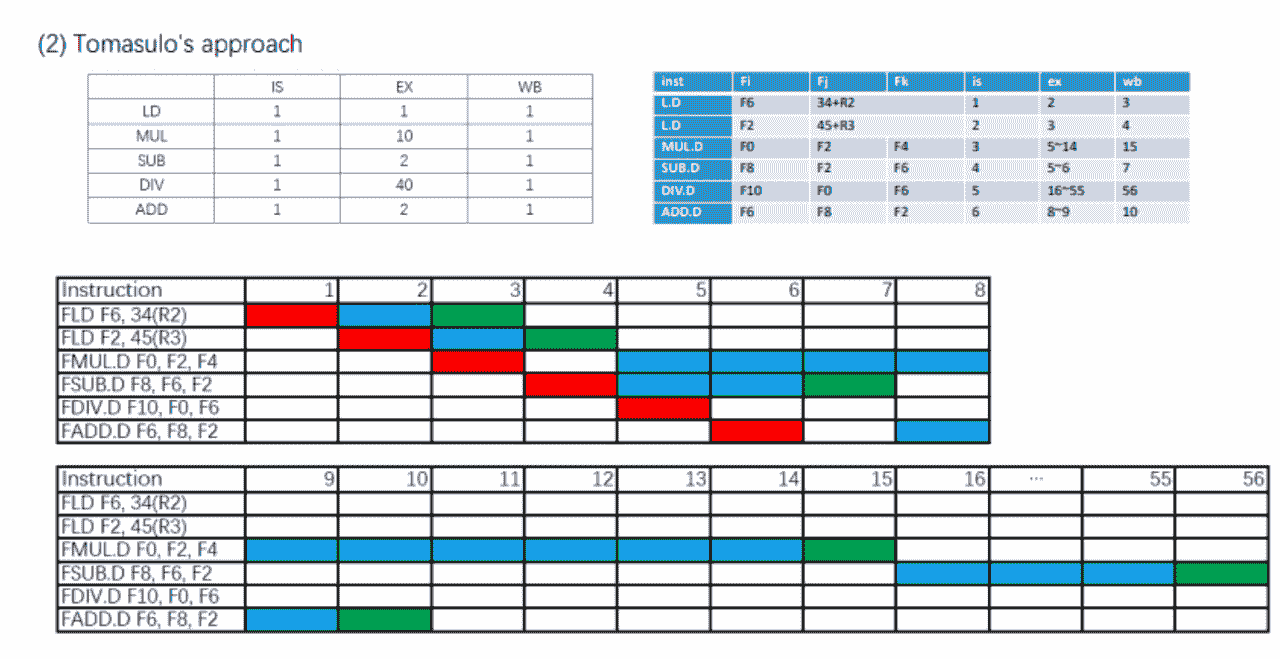 (2) Tomasulo's approach
IS EX WB
LD 1 1 1
MUL 1 10 1
SUB 1 2 1
DIV 1 40 1
ADD 1 2 1
inst Fi Fj Fk is ex wb
L.D F6 34+R2 1 2 3
L.D F2 45+R3 2 3 4
MUL.D F0 F2 F4 3 5~14 15
SUB.D F8 F2 F6 4 5~6 7
DIV.D F10 F0 F6 5 16~55 56
ADD.D F6 F8 F2 6 8~9 10
Instruction 1 2 3 4 5 6 7 8
FLD F6, 34(R2)
FLD F2, 45(R3)
FMUL.D F0, F2, F4
FSUB.D F8, F6, F2
FDIV.D F10, F0, F6
FADD.D F6, F8, F2
Instruction 9 10 11 12 13 14 15 16 ... 55 56
FLD F6, 34(R2)
FLD F2, 45(R3)
FMUL.D F0, F2, F4
FSUB.D F8, F6, F2
FDIV.D F10, F0, F6
FADD.D F6, F8, F2